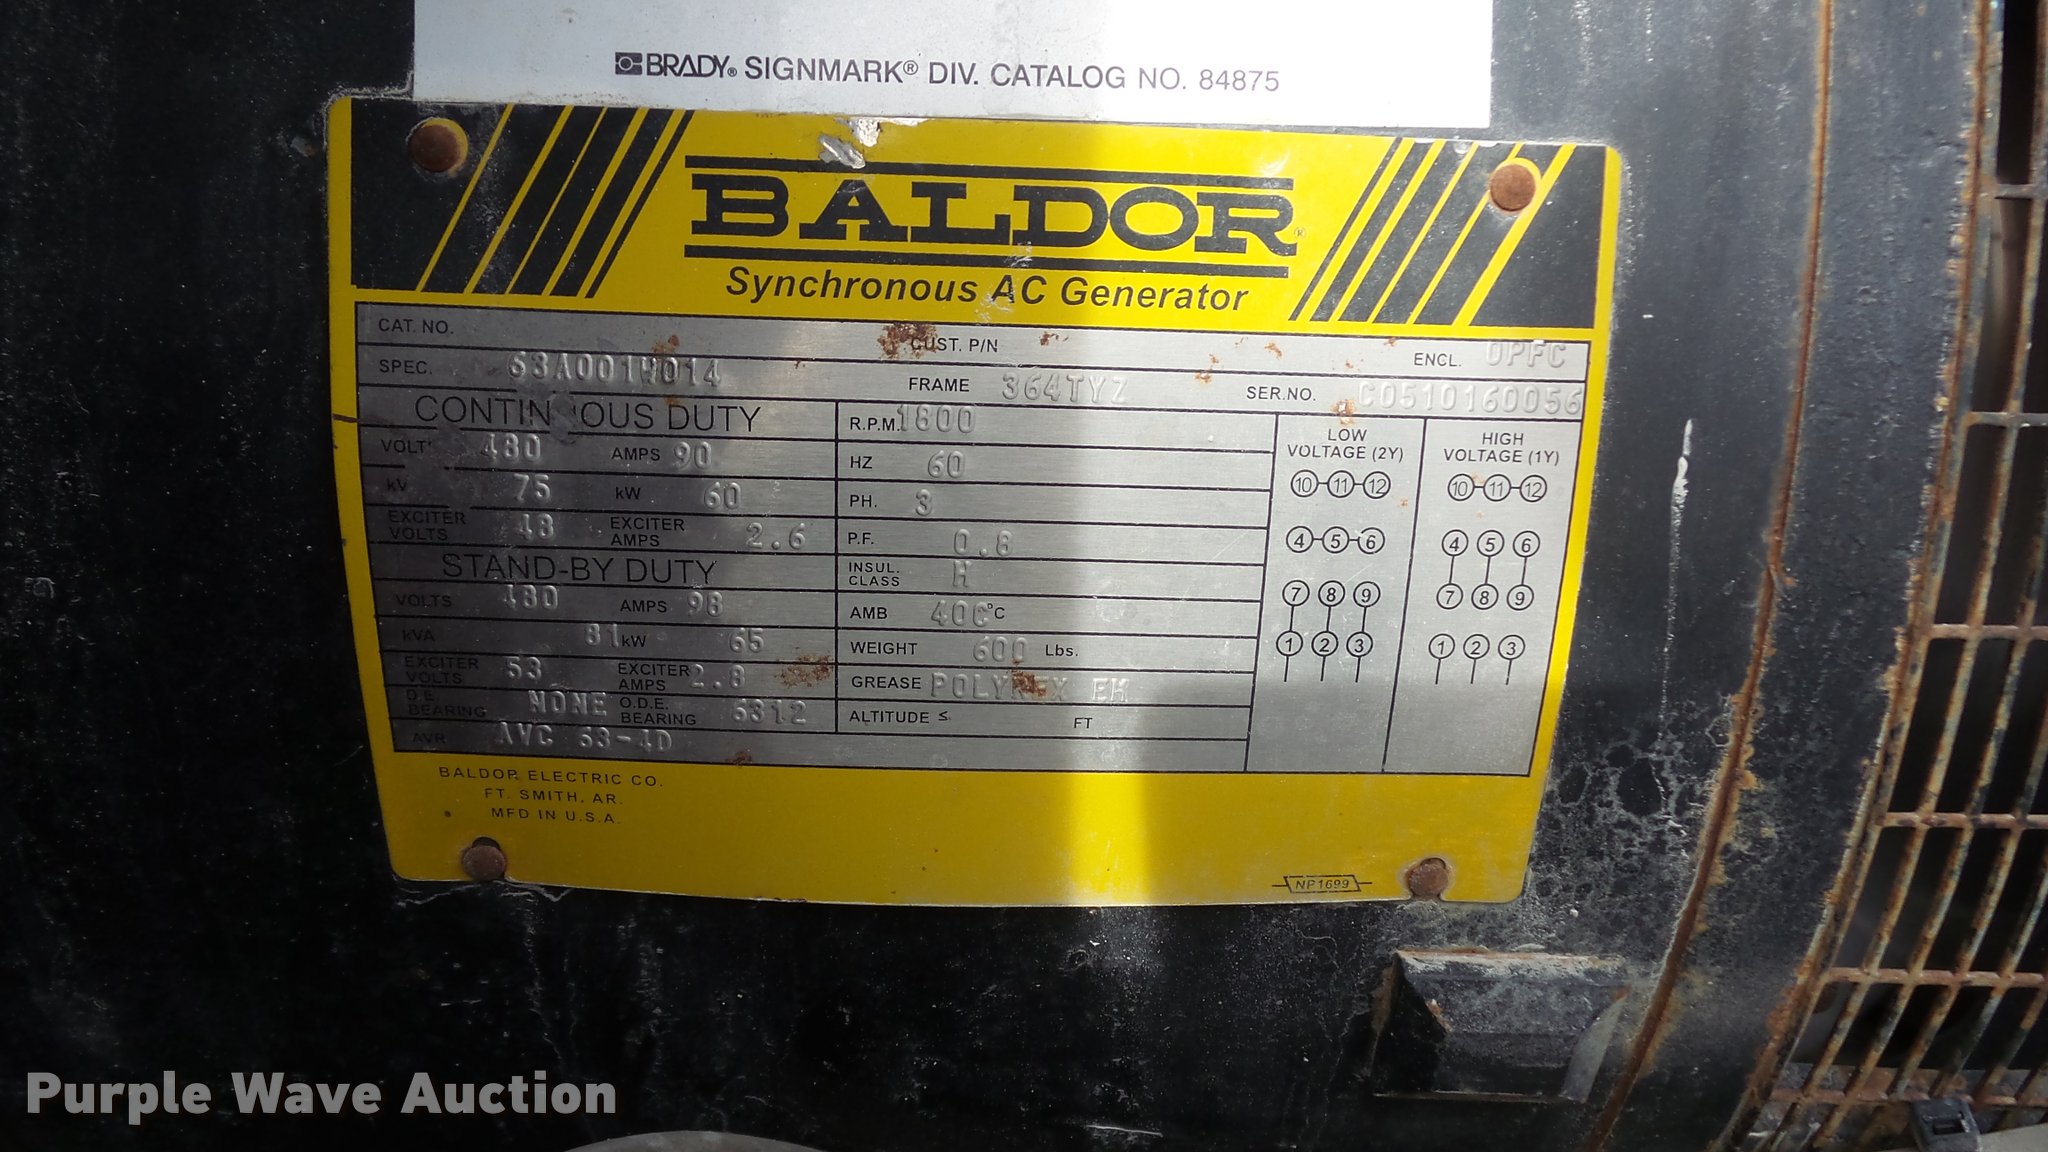 BRADY® SIGNMARK® DIV. CATALOG NO. 84875
BALDOR®
Synchronous AC Generator
CAT. NO. CUST. P/N ENCL. OPFC
SPEC. 63A001W014 FRAME 364TYZ SER.NO. C0510160056
CONTINUOUS DUTY
VOLTS 480 AMPS 90
kV 75 kW 60
EXCITER VOLTS 48 EXCITER AMPS 2.6
STAND-BY DUTY
VOLTS 480 AMPS 98
kVA 81 kW 65
EXCITER VOLTS 53 EXCITER AMPS 2.8
D.E. BEARING NONE O.D.E. BEARING 6312
AVR AVC 63-4D
R.P.M. 1800
HZ 60
PH. 3
P.F. 0.8
INSUL. CLASS H
AMB 40C °C
WEIGHT 600 Lbs.
GREASE POLYREX EM
ALTITUDE ≤ FT
LOW
VOLTAGE (2Y)
10 11 12
4 5 6
7 8 9
1 2 3
HIGH
VOLTAGE (1Y)
10 11 12
4 5 6
7 8 9
1 2 3
BALDOR ELECTRIC CO.
FT. SMITH, AR.
MFD IN U.S.A.
NP1699
Purple Wave Auction